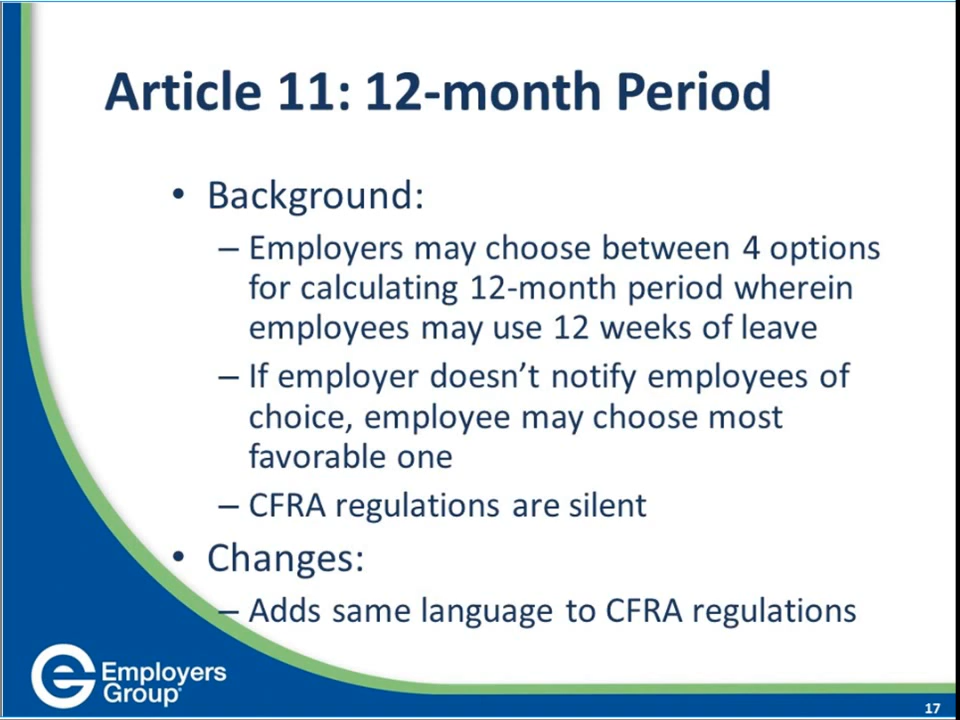 Article 11: 12-month Period
• Background:
– Employers may choose between 4 options
for calculating 12-month period wherein
employees may use 12 weeks of leave
– If employer doesn’t notify employees of
choice, employee may choose most
favorable one
– CFRA regulations are silent
• Changes:
– Adds same language to CFRA regulations
e Employers
Group
17